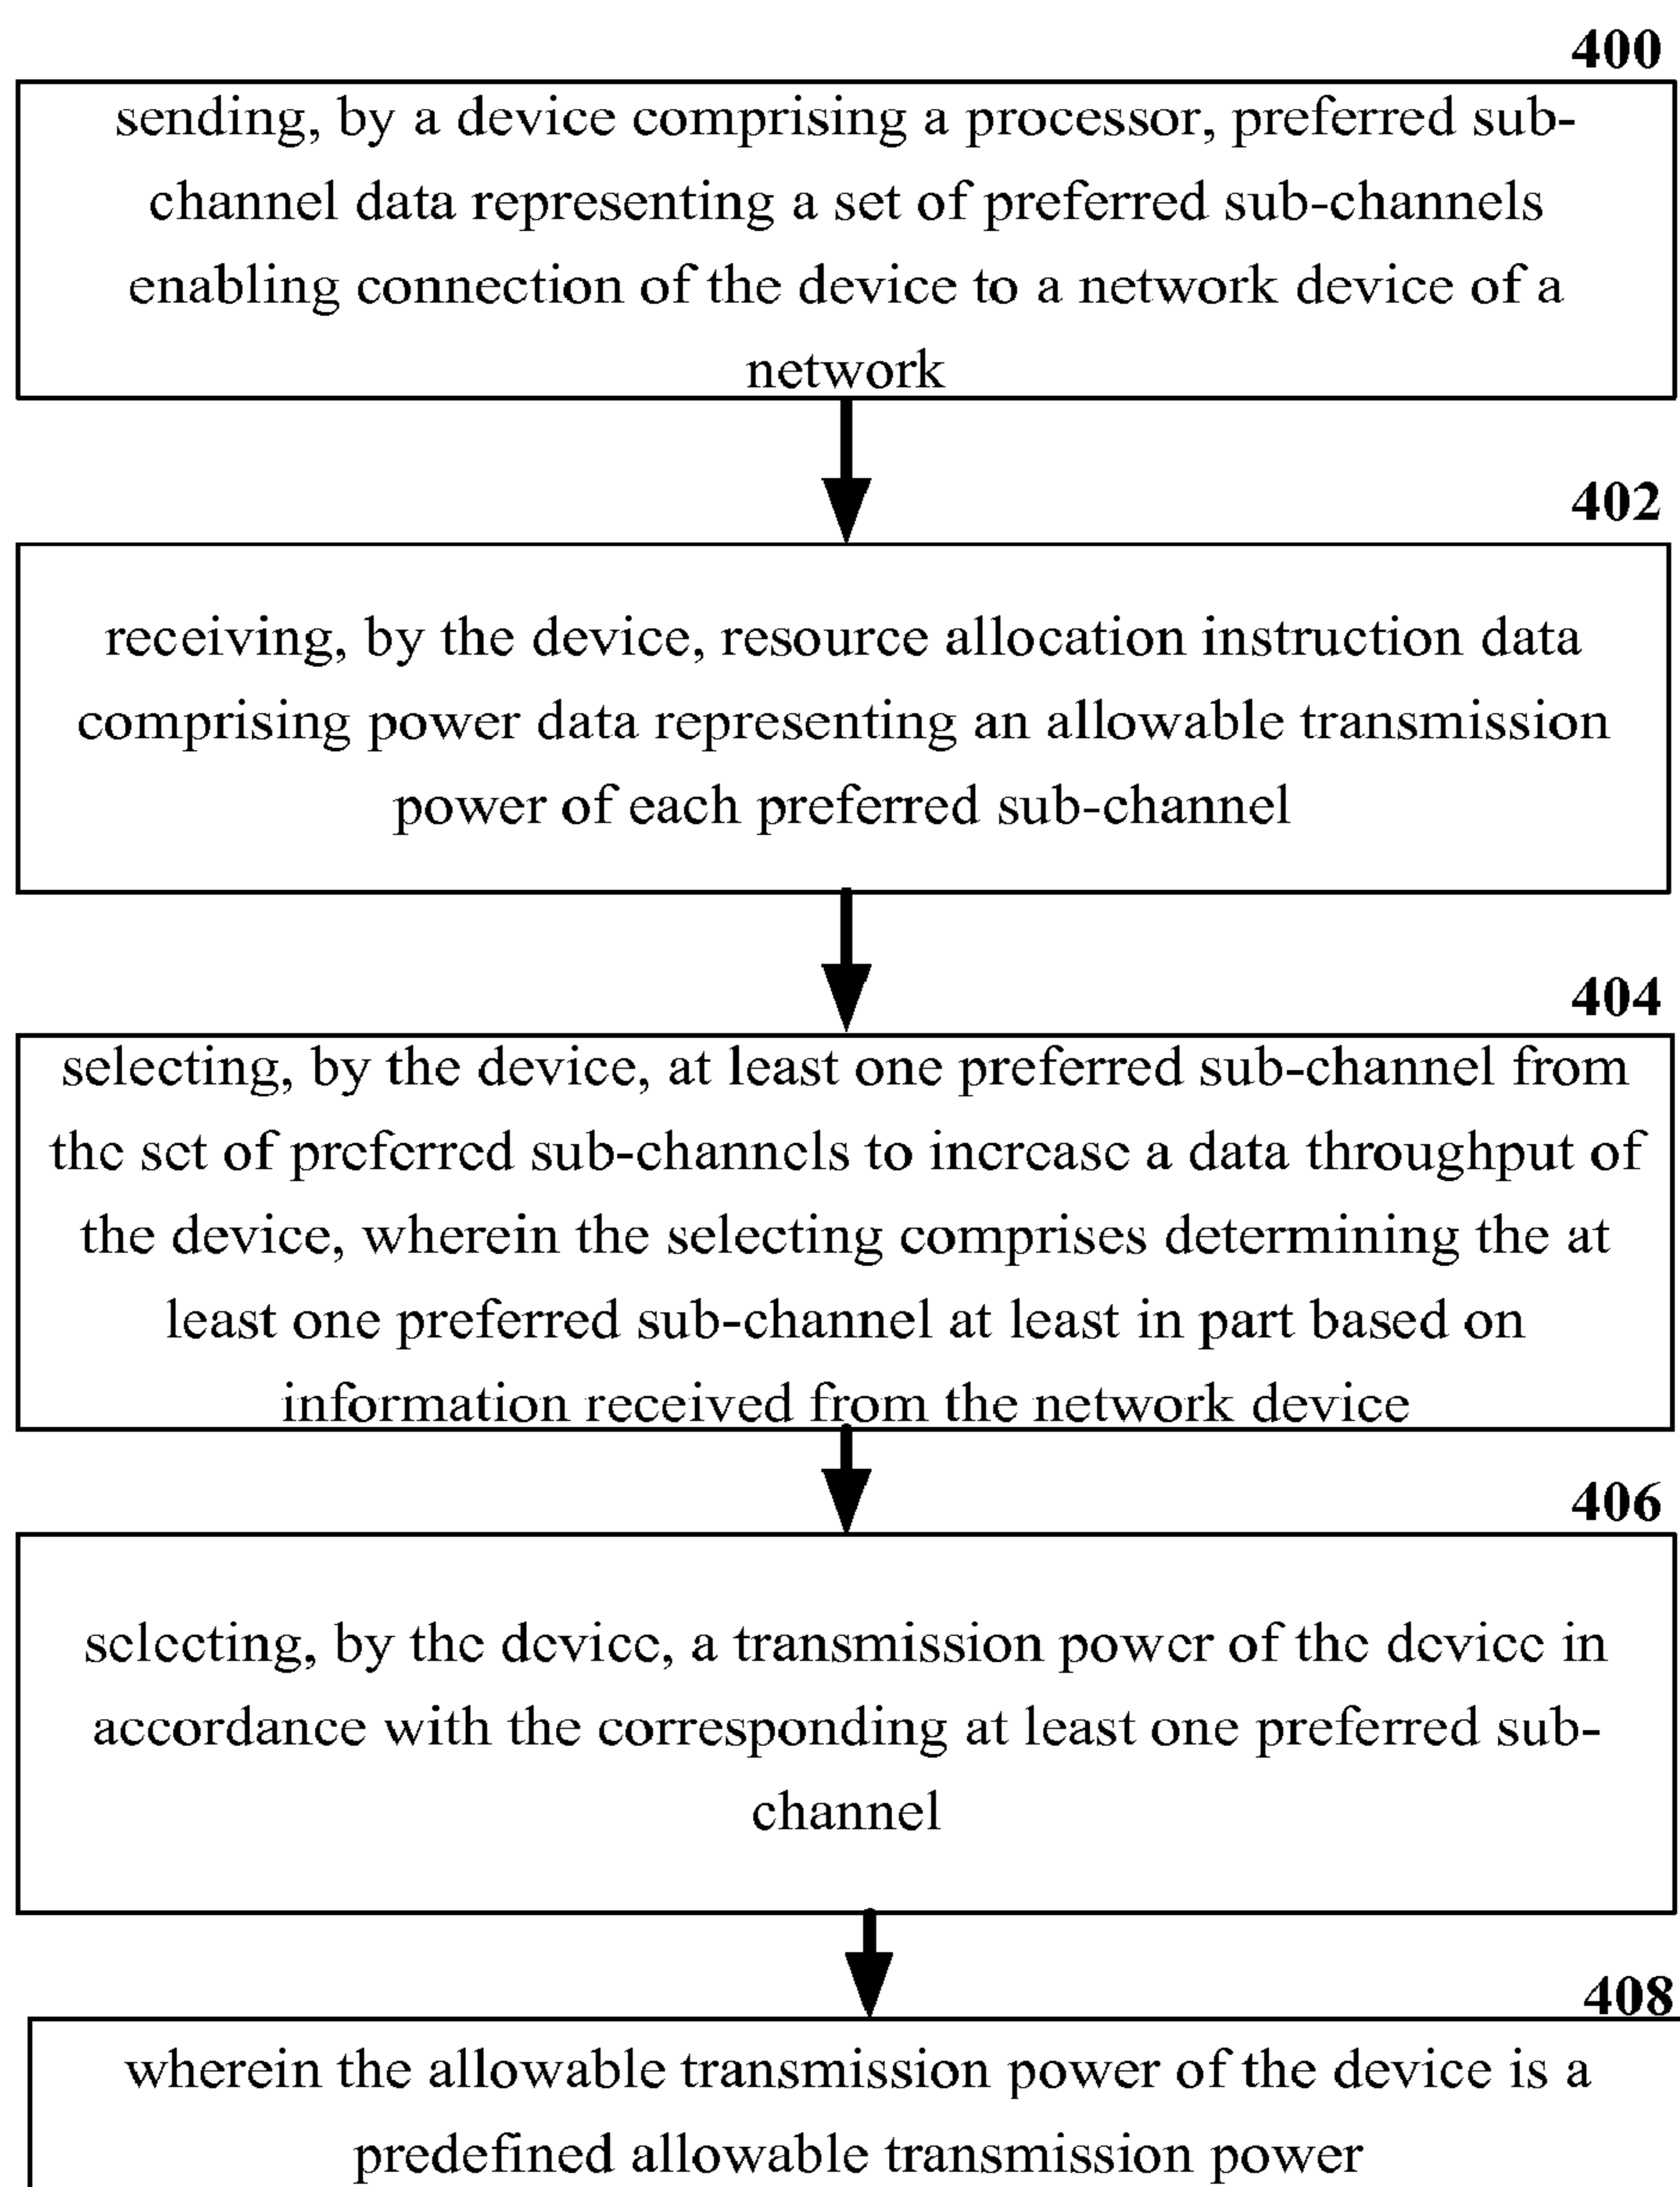 400
sending, by a device comprising a processor, preferred sub-
channel data representing a set of preferred sub-channels
enabling connection of the device to a network device of a
network
402
receiving, by the device, resource allocation instruction data
comprising power data representing an allowable transmission
power of each preferred sub-channel
404
selecting, by the device, at least one preferred sub-channel from
the set of preferred sub-channels to increase a data throughput of
the device, wherein the selecting comprises determining the at
least one preferred sub-channel at least in part based on
information received from the network device
406
selecting, by the device, a transmission power of the device in
accordance with the corresponding at least one preferred sub-
channel
408
wherein the allowable transmission power of the device is a
predefined allowable transmission power